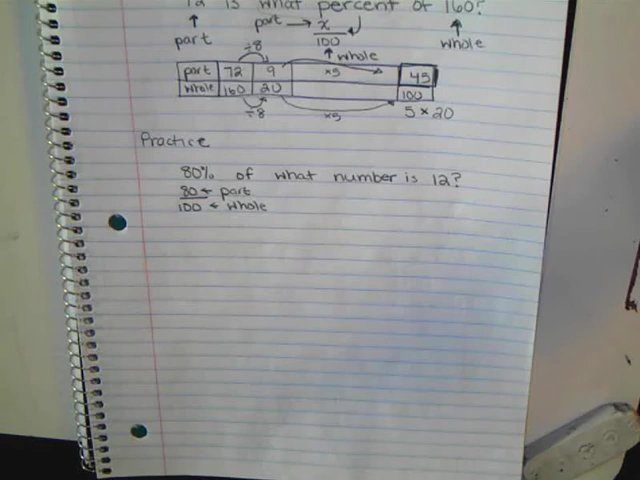 12 is what percent of 160?
part → x
100
part
whole
whole
÷8
part 72 9 ×5 45
whole 160 20 100
÷8 ×5 5 × 20
Practice
80% of what number is 12?
80 ← part
100 ← whole